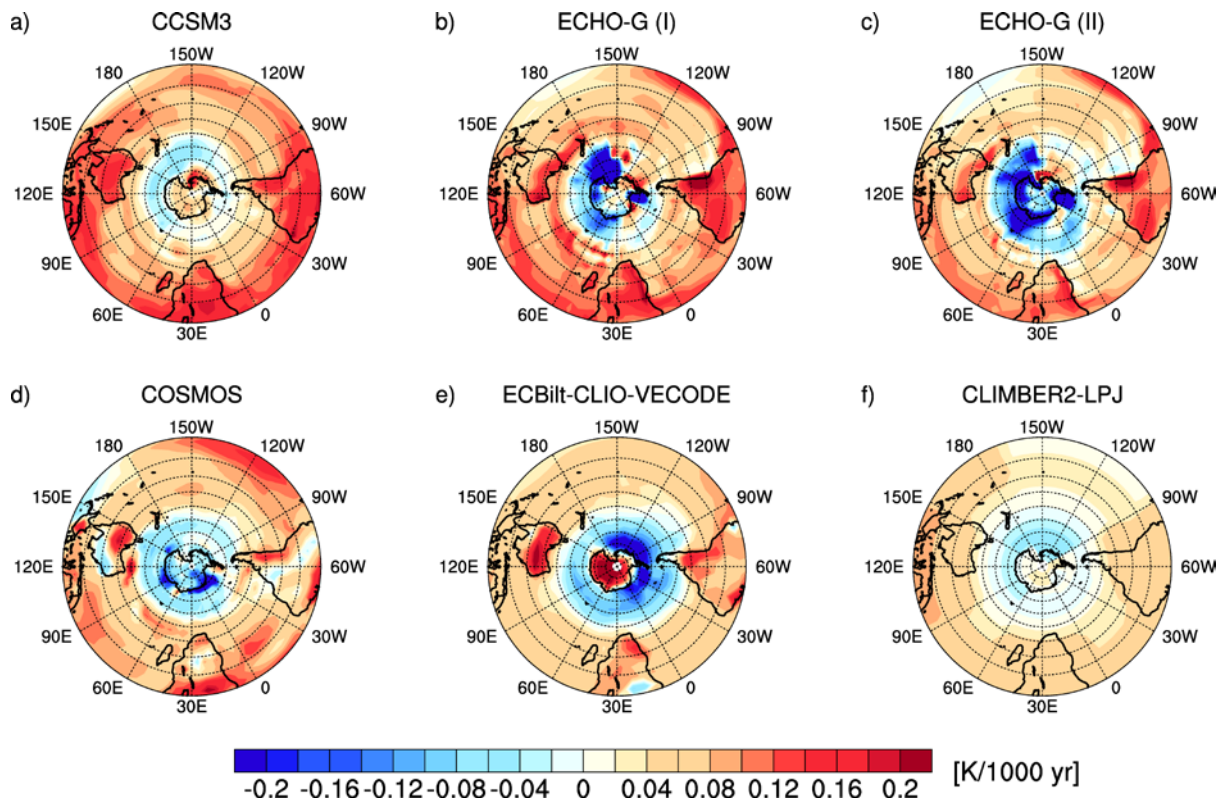 a) CCSM3
b) ECHO-G (I)
c) ECHO-G (II)
150W
180
120W
150E
90W
120E
60W
90E
30W
60E
0
30E
150W
180
120W
150E
90W
120E
60W
90E
30W
60E
0
30E
150W
180
120W
150E
90W
120E
60W
90E
30W
60E
0
30E
d) COSMOS
e) ECBilt-CLIO-VECODE
f) CLIMBER2-LPJ
150W
180
120W
150E
90W
120E
60W
90E
30W
60E
0
30E
150W
180
120W
150E
90W
120E
60W
90E
30W
60E
0
30E
150W
180
120W
150E
90W
120E
60W
90E
30W
60E
0
30E
-0.2 -0.16 -0.12 -0.08 -0.04 0 0.04 0.08 0.12 0.16 0.2 [K/1000 yr]